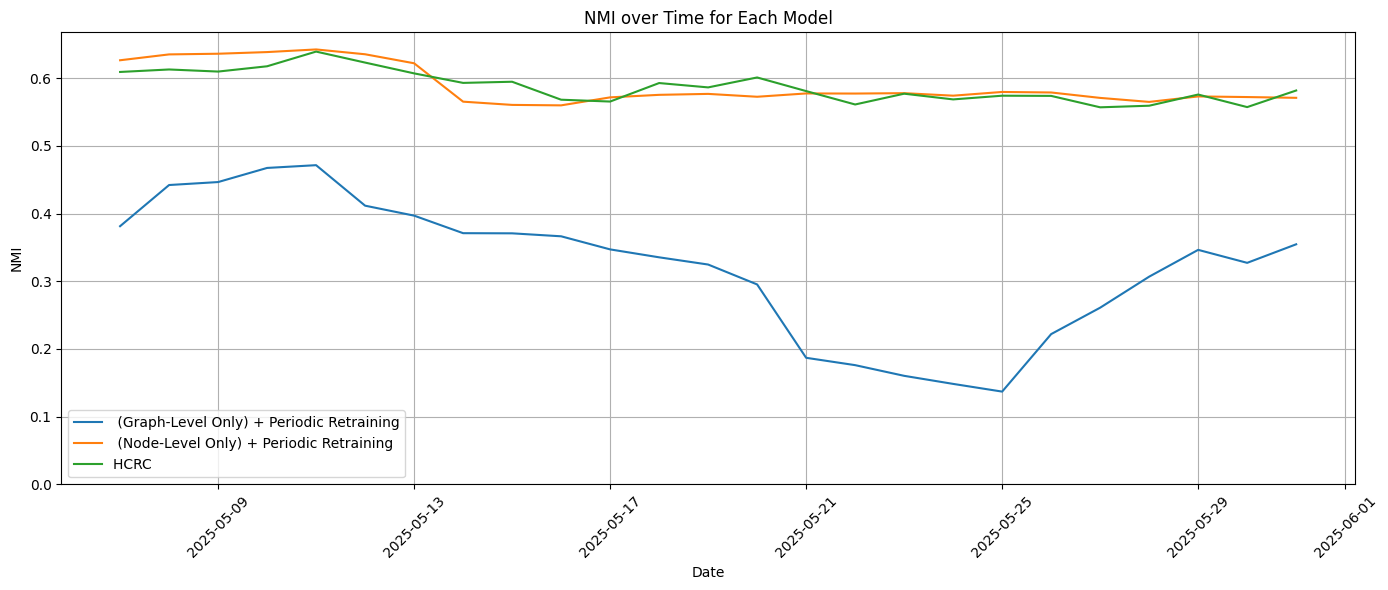 NMI over Time for Each Model
NMI
0.6
0.5
0.4
0.3
0.2
0.1
0.0
(Graph-Level Only) + Periodic Retraining
(Node-Level Only) + Periodic Retraining
HCRC
2025-05-09
2025-05-13
2025-05-17
2025-05-21
2025-05-25
2025-05-29
2025-06-01
Date